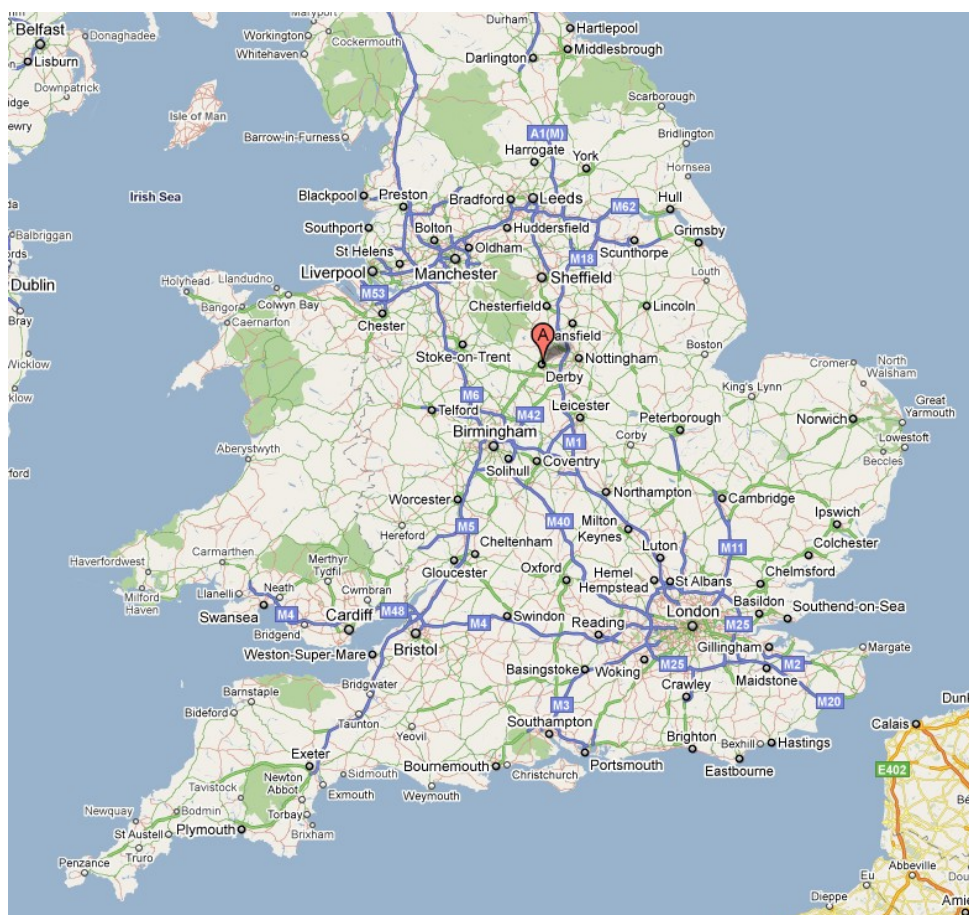 Hartlepool
Durham
Workington
Cockermouth
Whitehaven
Donaghadee
Belfast
Lisburn
Middlesbrough
Darlington
Downpatrick
Isle of Man
Scarborough
Barrow-in-Furness
A1(M)
Bridlington
Harrogate
York
Hornsea
Irish Sea
Blackpool
Preston
Bradford
Leeds
M62
Hull
Southport
Bolton
Huddersfield
Grimsby
Balbriggan
St Helens
Oldham
M18
Scunthorpe
Liverpool
Manchester
Sheffield
Louth
Dublin
Holyhead
Llandudno
M53
Bangor
Colwyn Bay
Chesterfield
Lincoln
Bray
Caernarfon
Chester
A
ansfield
Wicklow
Stoke-on-Trent
Nottingham
Boston
Derby
Cromer
North
Walsham
M6
King's Lynn
Telford
M42
Leicester
Great
Yarmouth
Birmingham
M1
Corby
Peterborough
Norwich
Aberystwyth
Solihull
Coventry
Lowestoft
Beccles
Worcester
Northampton
Cambridge
M5
M40
Milton
Keynes
Ipswich
Hereford
Haverfordwest
Carmarthen
Merthyr
Tydfil
Cheltenham
Luton
M11
Colchester
Milford
Haven
Llanelli
Neath
Cwmbran
Gloucester
Oxford
Hemel
Hempstead
St Albans
Chelmsford
Swansea
M4
Cardiff
M48
M4
Swindon
London
Basildon
Southend-on-Sea
Bridgend
Bristol
Reading
M25
Gillingham
Margate
Weston-Super-Mare
Basingstoke
Woking
M25
M2
Maidstone
Barnstaple
Bridgwater
M3
Crawley
M20
Bideford
Taunton
Yeovil
Southampton
Calais
Exeter
Brighton
Bexhill
Hastings
Tavistock
Newton
Abbot
Sidmouth
Bournemouth
Christchurch
Portsmouth
Eastbourne
E402
Newquay
Bodmin
Exmouth
Weymouth
Torbay
St Austell
Plymouth
Brixham
Truro
Penzance
Eu
Abbeville
Dieppe